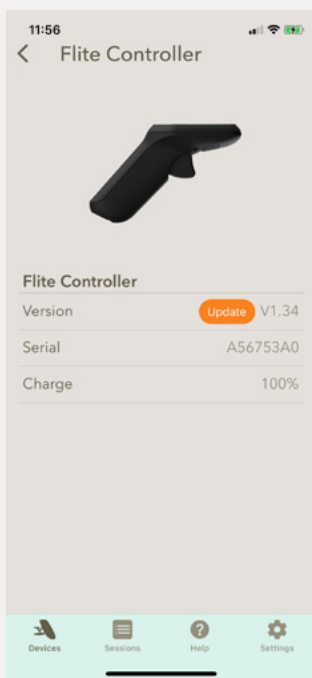 11:56
Flite Controller
Flite Controller
Version Update V1.34
Serial A56753A0
Charge 100%
Devices Sessions Help Settings